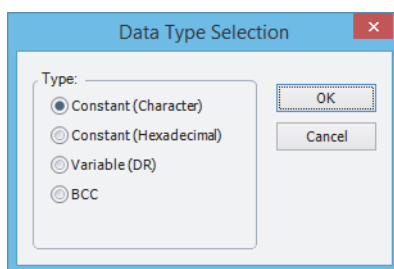 Data Type Selection
Type:
Constant (Character)
Constant (Hexadecimal)
Variable (DR)
BCC
OK
Cancel